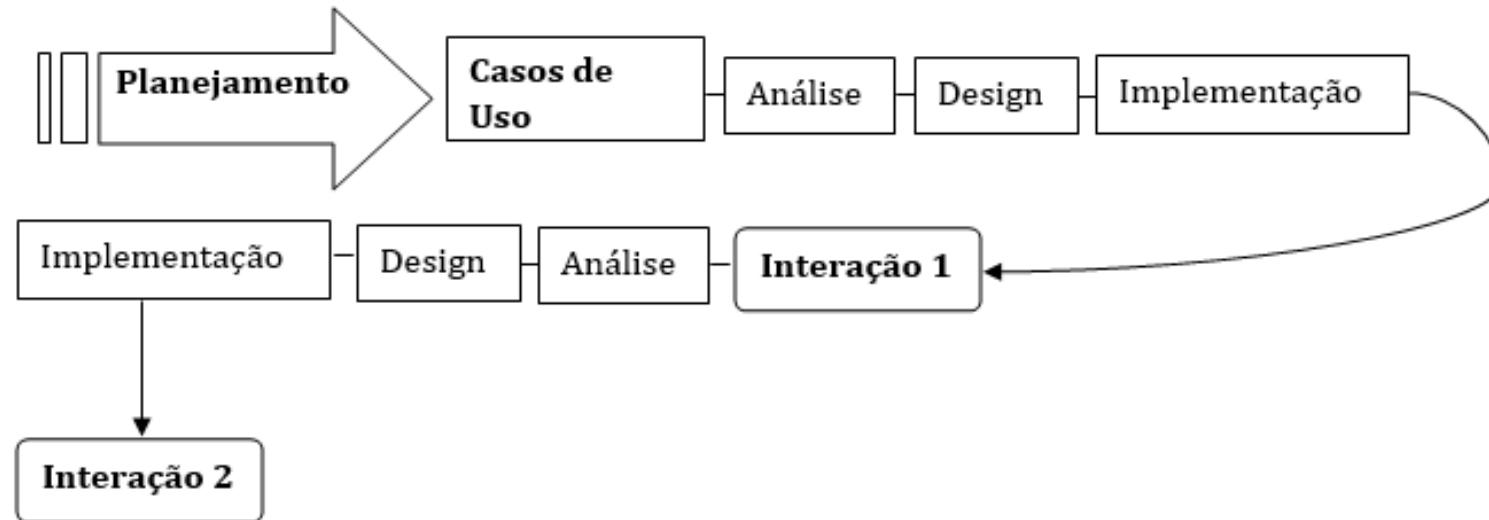 Planejamento
Casos de
Uso
Análise
Design
Implementação
Implementação
Design
Análise
Interação 1
Interação 2